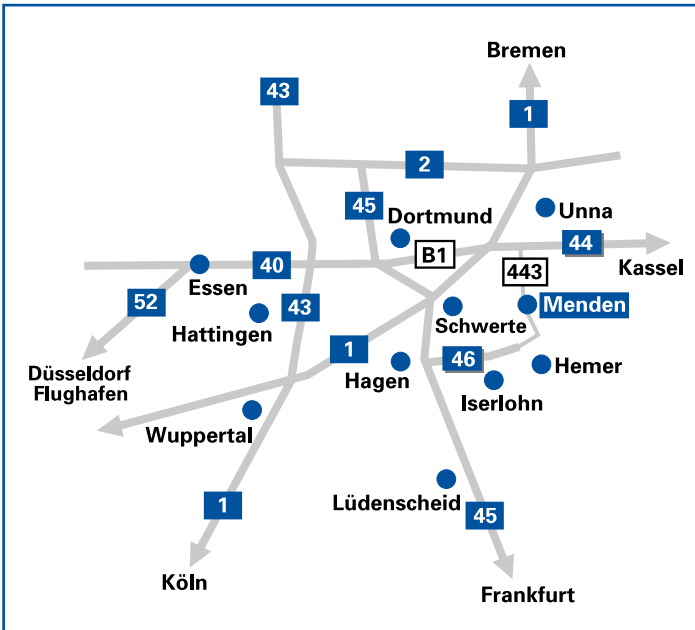 Bremen
43
1
2
45
Dortmund
Unna
B1
44
40
443
Kassel
Essen
52
43
Menden
Hattingen
Schwerte
1
46
Düsseldorf
Flughafen
Hagen
Hemer
Iserlohn
Wuppertal
Lüdenscheid
1
45
Köln
Frankfurt